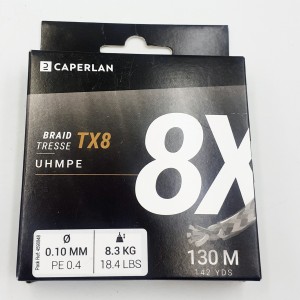 CAPERLAN
BRAID
TRESSE TX8
UHMPE
8X
Ø
0.10 MM
PE 0.4
8.3 KG
18.4 LBS
130 M
142 YDS